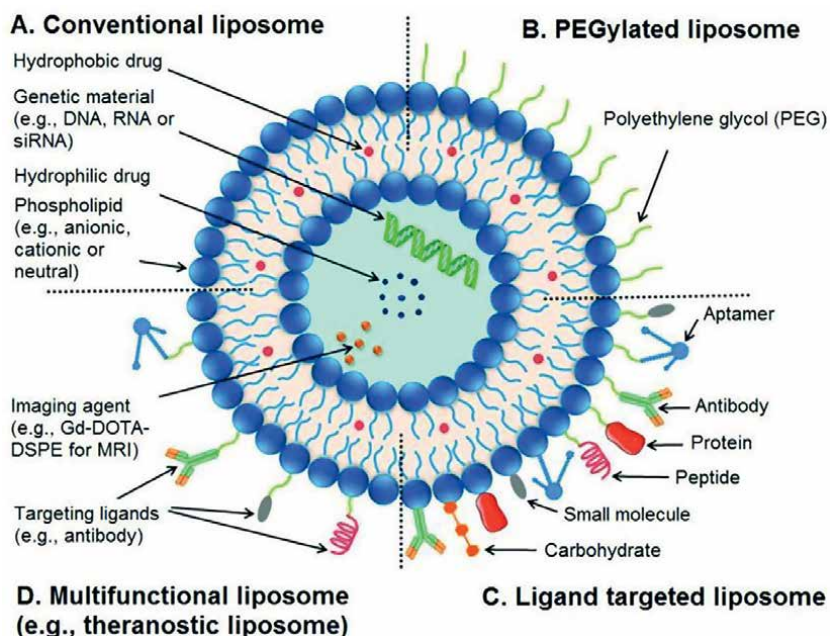 A. Conventional liposome
B. PEGylated liposome
Hydrophobic drug
Genetic material
(e.g., DNA, RNA or
siRNA)
Hydrophilic drug
Phospholipid
(e.g., anionic,
cationic or
neutral)
Polyethylene glycol (PEG)
Aptamer
Antibody
Protein
Peptide
Small molecule
Carbohydrate
Imaging agent
(e.g., Gd-DOTA-
DSPE for MRI)
Targeting ligands
(e.g., antibody)
D. Multifunctional liposome
(e.g., theranostic liposome)
C. Ligand targeted liposome